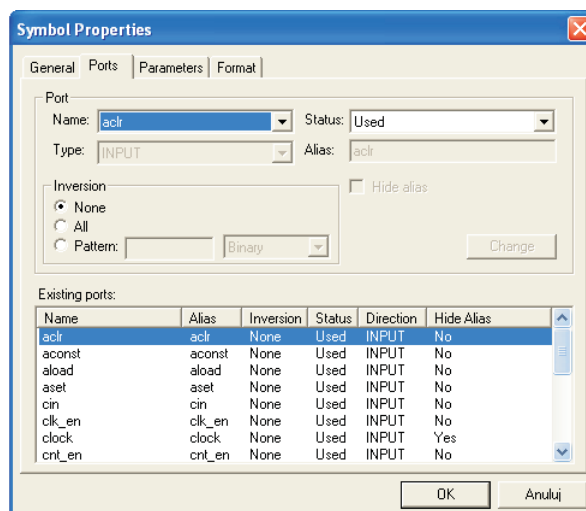 Symbol Properties
General Ports Parameters Format
Port
Name: aclr Status: Used
Type: INPUT Alias: aclr
Inversion
Hide alias
None
All
Pattern: Binary Change
Existing ports:
Name Alias Inversion Status Direction Hide Alias
aclr aclr None Used INPUT No
aconst aconst None Used INPUT No
aload aload None Used INPUT No
aset aset None Used INPUT No
cin cin None Used INPUT No
clk_en clk_en None Used INPUT No
clock clock None Used INPUT Yes
cnt_en cnt_en None Used INPUT No
OK Anuluj